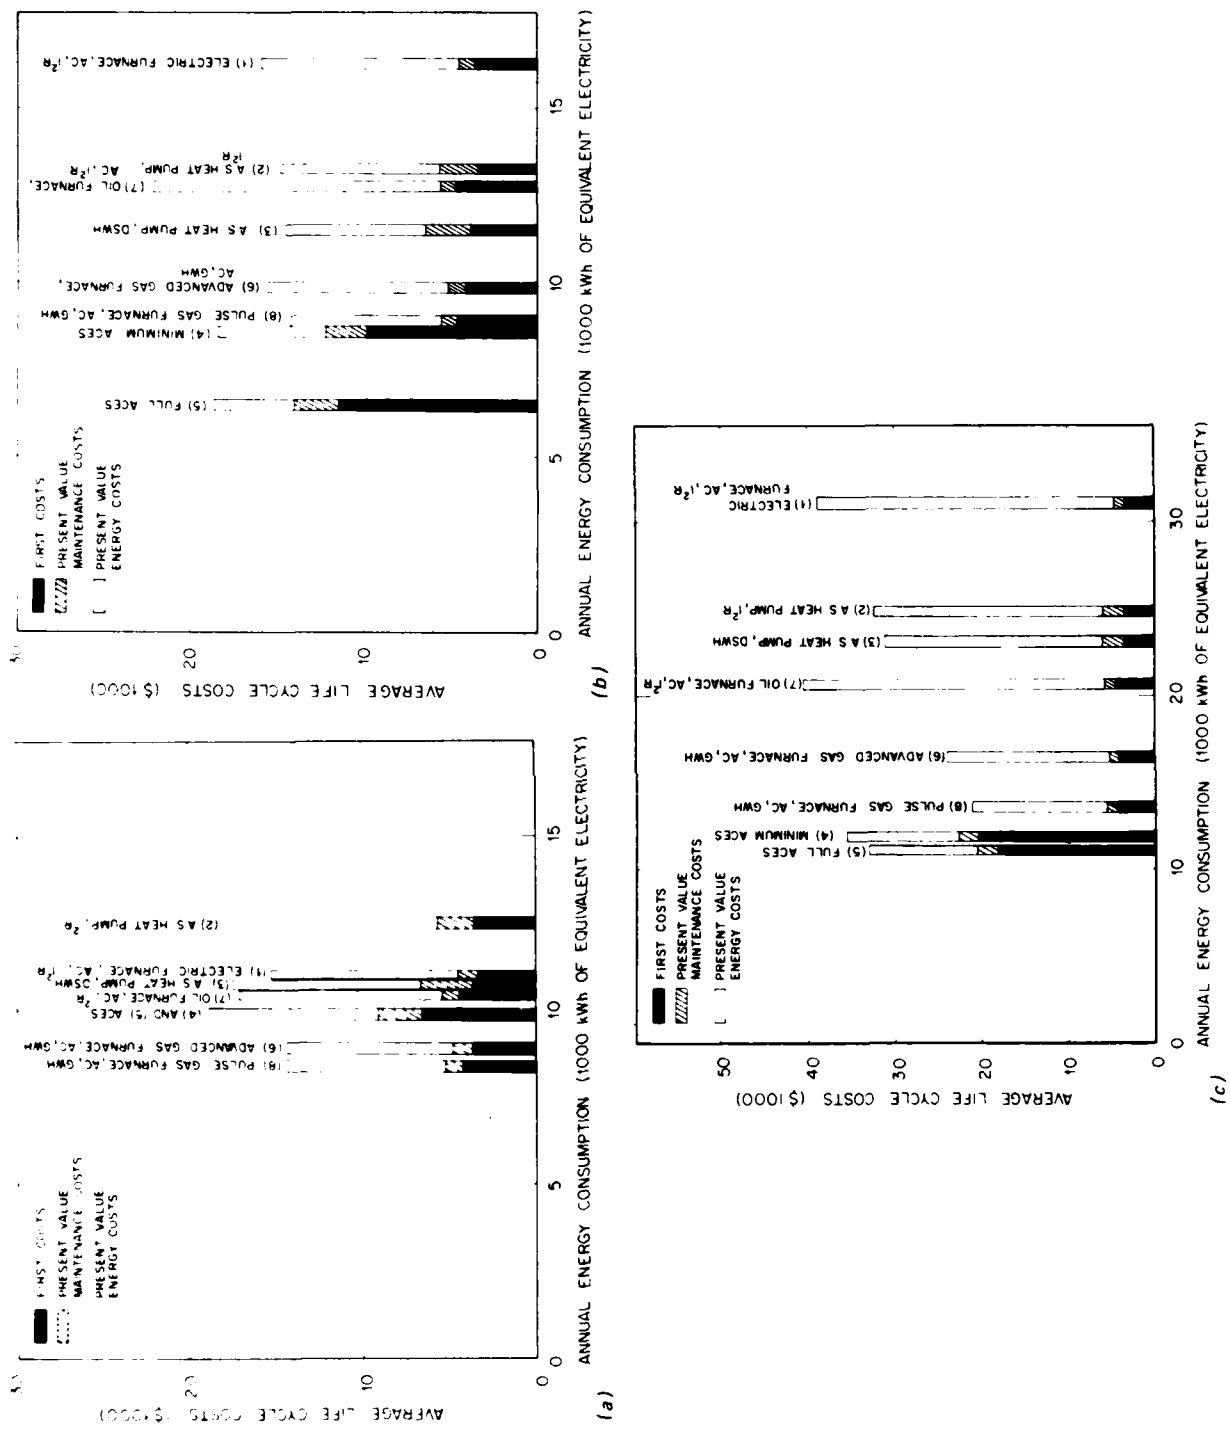 30
20
10
0
AVERAGE LIFE CYCLE COSTS ($1000)
FIRST COSTS
PRESENT VALUE
MAINTENANCE COSTS
PRESENT VALUE
ENERGY COSTS
(8) PULSE GAS FURNACE, AC, GWH
(6) ADVANCED GAS FURNACE, AC, GWH
(4) AND (5) ACES
(7) OIL FURNACE, AC, I²R
(3) A S HEAT PUMP, DSWH
(1) ELECTRIC FURNACE, AC, I²R
(2) A S HEAT PUMP, I²R
0
5
10
15
ANNUAL ENERGY CONSUMPTION (1000 kWh OF EQUIVALENT ELECTRICITY)
(a)
30
20
10
0
AVERAGE LIFE CYCLE COSTS ($1000)
FIRST COSTS
PRESENT VALUE
MAINTENANCE COSTS
[ ] PRESENT VALUE
ENERGY COSTS
(5) FULL ACES
(4) MINIMUM ACES
(8) PULSE GAS FURNACE, AC, GWH
(6) ADVANCED GAS FURNACE,
AC, GWH
(3) A S HEAT PUMP, DSWH
(7) OIL FURNACE,
AC, I²R
(2) A S HEAT PUMP,
I²R
(1) ELECTRIC FURNACE, AC, I²R
0
5
10
15
ANNUAL ENERGY CONSUMPTION (1000 kWh OF EQUIVALENT ELECTRICITY)
(b)
50
40
30
20
10
0
AVERAGE LIFE CYCLE COSTS ($1000)
FIRST COSTS
PRESENT VALUE
MAINTENANCE COSTS
[ ] PRESENT VALUE
ENERGY COSTS
(5) FULL ACES
(4) MINIMUM ACES
(8) PULSE GAS FURNACE, AC, GWH
(6) ADVANCED GAS FURNACE, AC, GWH
(7) OIL FURNACE, AC, I²R
(3) A S HEAT PUMP, DSWH
(2) A S HEAT PUMP, I²R
(1) ELECTRIC
FURNACE, AC, I²R
0
10
20
30
ANNUAL ENERGY CONSUMPTION (1000 kWh OF EQUIVALENT ELECTRICITY)
(c)